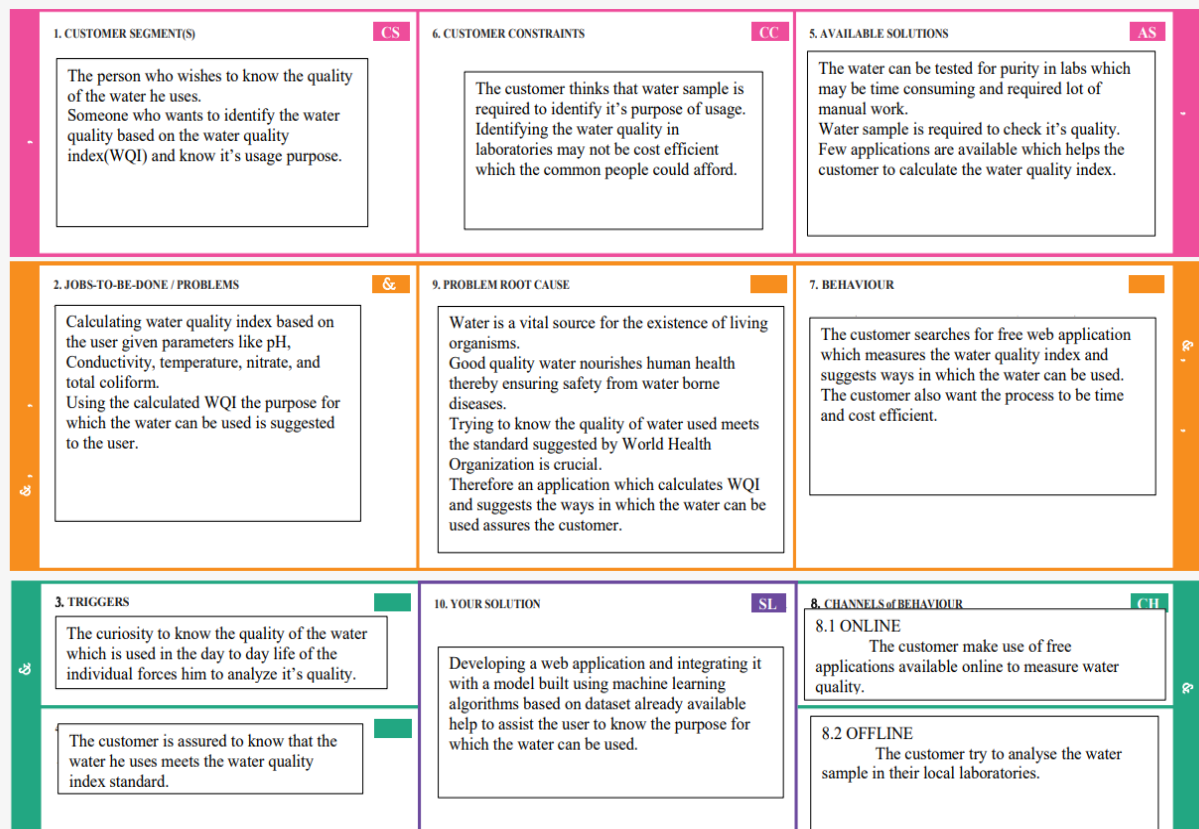 1. CUSTOMER SEGMENT(S)
CS
The person who wishes to know the quality
of the water he uses.
Someone who wants to identify the water
quality based on the water quality
index(WQI) and know it's usage purpose.
6. CUSTOMER CONSTRAINTS
CC
The customer thinks that water sample is
required to identify it's purpose of usage.
Identifying the water quality in
laboratories may not be cost efficient
which the common people could afford.
5. AVAILABLE SOLUTIONS
AS
The water can be tested for purity in labs which
may be time consuming and required lot of
manual work.
Water sample is required to check it's quality.
Few applications are available which helps the
customer to calculate the water quality index.
2. JOBS-TO-BE-DONE / PROBLEMS
&
Calculating water quality index based on
the user given parameters like pH,
Conductivity, temperature, nitrate, and
total coliform.
Using the calculated WQI the purpose for
which the water can be used is suggested
to the user.
9. PROBLEM ROOT CAUSE
Water is a vital source for the existence of living
organisms.
Good quality water nourishes human health
thereby ensuring safety from water borne
diseases.
Trying to know the quality of water used meets
the standard suggested by World Health
Organization is crucial.
Therefore an application which calculates WQI
and suggests the ways in which the water can be
used assures the customer.
7. BEHAVIOUR
The customer searches for free web application
which measures the water quality index and
suggests ways in which the water can be used.
The customer also want the process to be time
and cost efficient.
&,
&
3. TRIGGERS
The curiosity to know the quality of the water
which is used in the day to day life of the
individual forces him to analyze it's quality.
The customer is assured to know that the
water he uses meets the water quality
index standard.
10. YOUR SOLUTION
SL
Developing a web application and integrating it
with a model built using machine learning
algorithms based on dataset already available
help to assist the user to know the purpose for
which the water can be used.
8. CHANNELS of BEHAVIOUR
CH
8.1 ONLINE
The customer make use of free
applications available online to measure water
quality.
8.2 OFFLINE
The customer try to analyse the water
sample in their local laboratories.
&
&